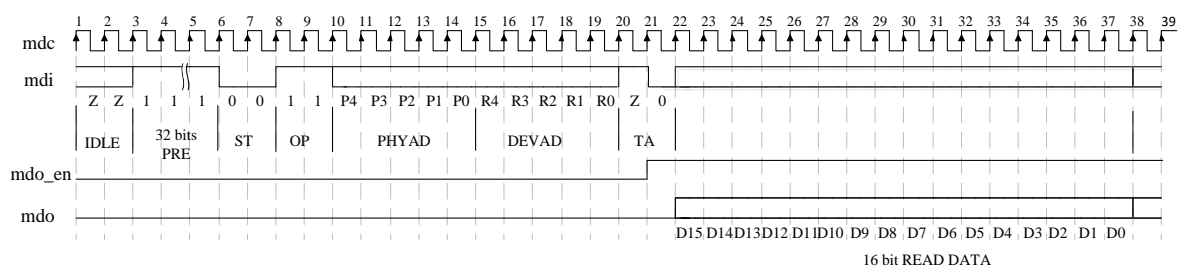 1 2 3 4 5 6 7 8 9 10 11 12 13 14 15 16 17 18 19 20 21 22 23 24 25 26 27 28 29 30 31 32 33 34 35 36 37 38 39
mdc
mdi
Z Z 1 1 1 0 0 1 1 P4 P3 P2 P1 P0 R4 R3 R2 R1 R0 Z 0
IDLE 32 bits PRE ST OP PHYAD DEVAD TA
mdo_en
mdo
D15 D14 D13 D12 D11 D10 D9 D8 D7 D6 D5 D4 D3 D2 D1 D0
16 bit READ DATA